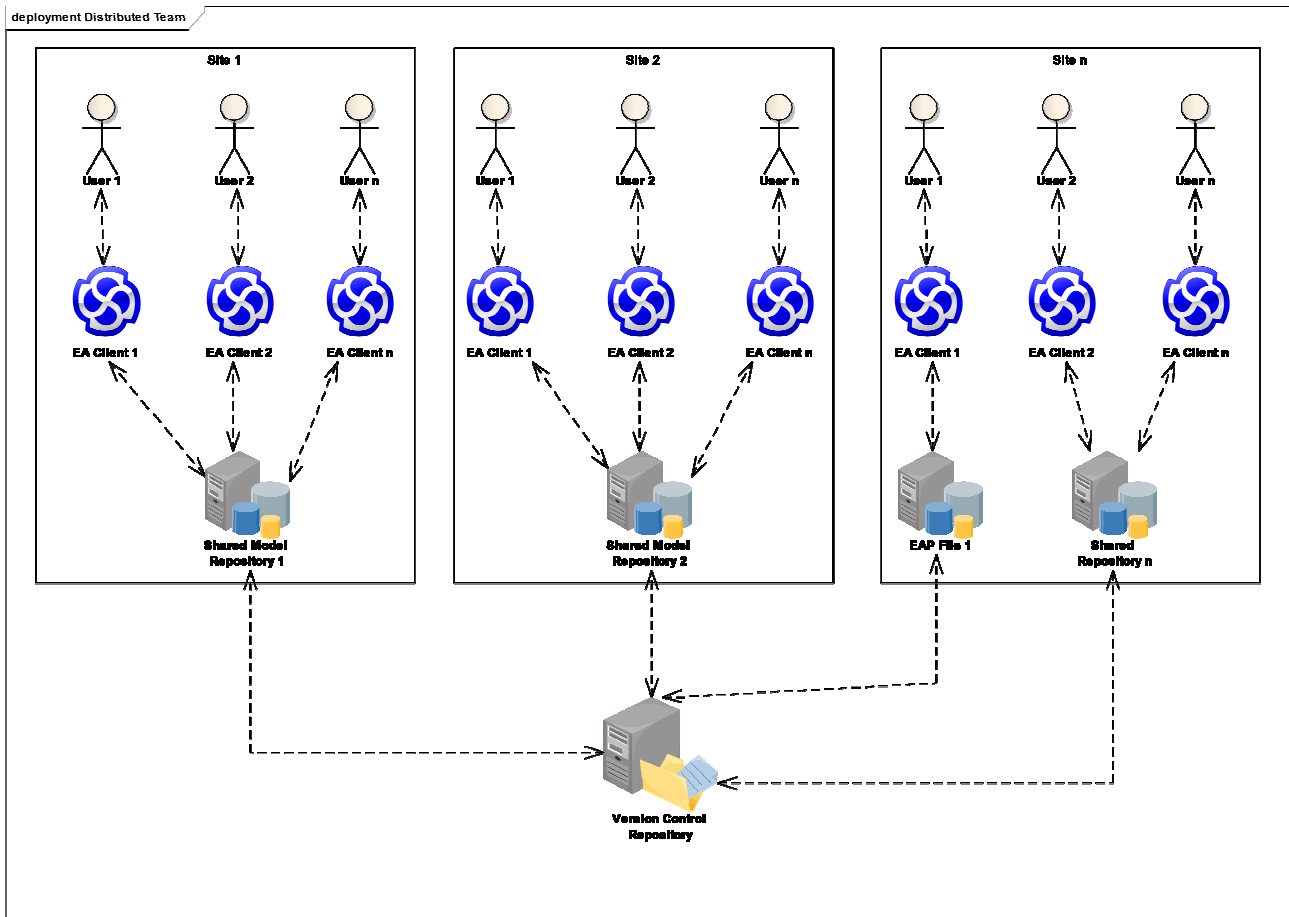 deployment Distributed Team
Site 1
Site 2
Site n
User 1
User 2
User n
User 1
User 2
User n
User 1
User 2
User n
EA Client 1
EA Client 2
EA Client n
EA Client 1
EA Client 2
EA Client n
EA Client 1
EA Client 2
EA Client n
Shared Model
Repository 1
Shared Model
Repository 2
EAP File 1
Shared
Repository n
Version Control
Repository